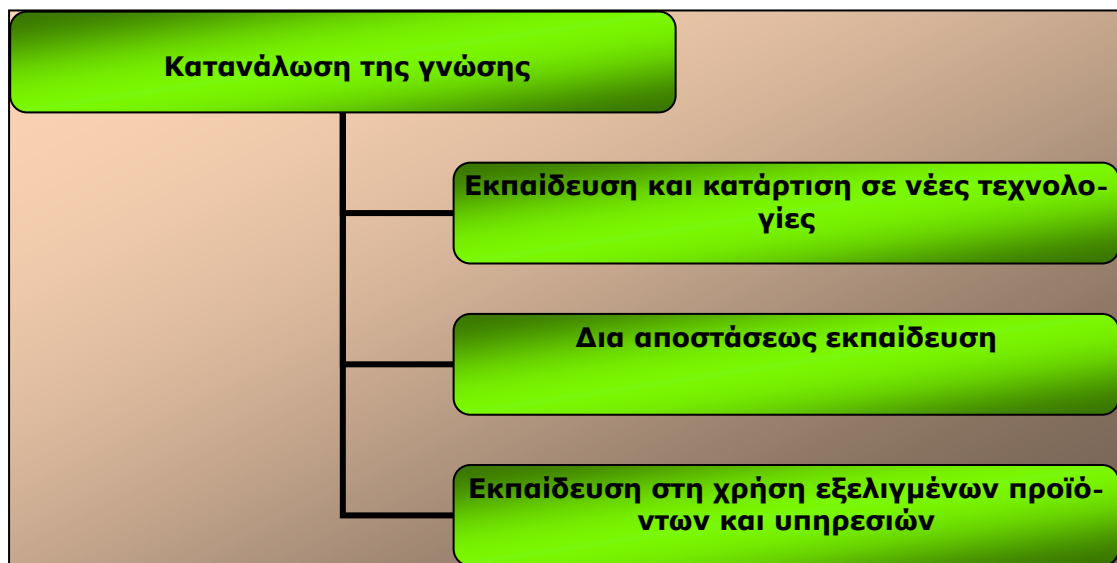 Κατανάλωση της γνώσης
Εκπαίδευση και κατάρτιση σε νέες τεχνολο-
γίες
Δια αποστάσεως εκπαίδευση
Εκπαίδευση στη χρήση εξελιγμένων προϊό-
ντων και υπηρεσιών